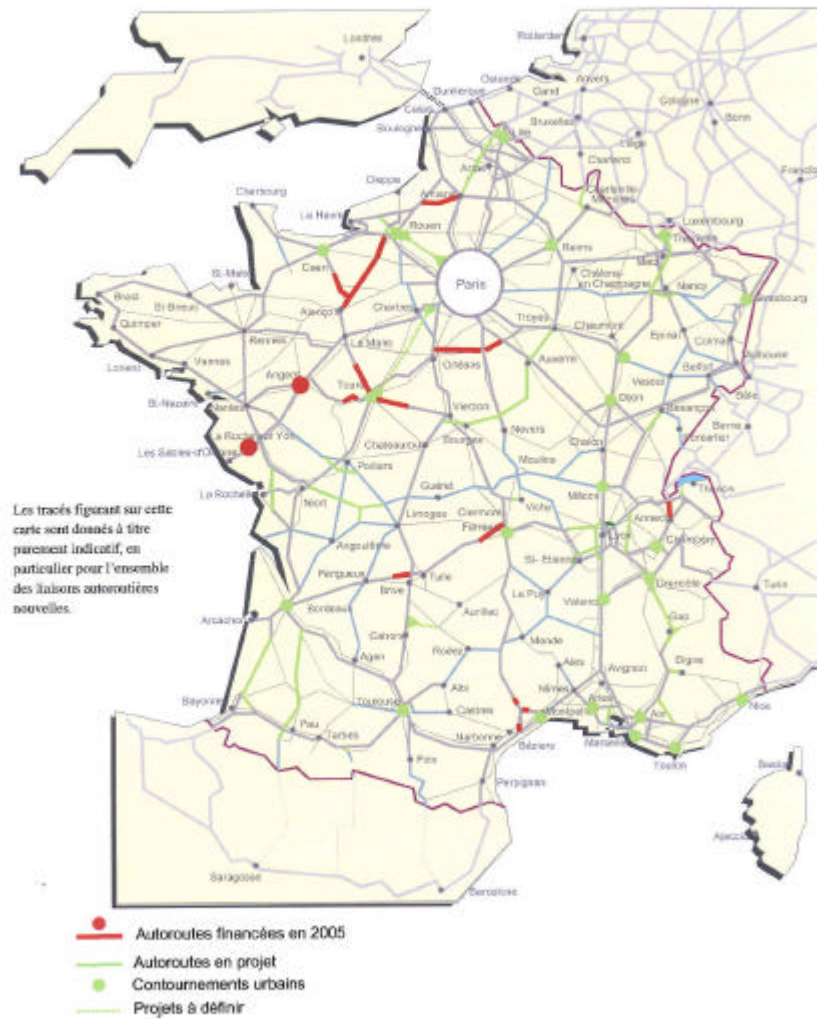 Londres
Rotterdam
Ostende
Anvers
Dunkerque
Gand
Cologne
Calais
Bruxelles
Bonn
Boulogne
Lille
Liège
Charleroi
Dieppe
Amiens
Charleville
Mézières
Cherbourg
Le Havre
Luxembourg
Rouen
Thionville
Caen
Reims
Metz
Paris
Châlons
en Champagne
Nancy
Strasbourg
St-Malo
Alençon
Chartres
Troyes
Brest
St-Brieuc
Chaumont
Epinal
Colmar
Quimper
Rennes
Le Mans
Orléans
Auxerre
Mulhouse
Lorient
Vannes
Vesoul
Belfort
Angers
Tours
Dijon
Bâle
St-Nazaire
Nantes
Vierzon
Besançon
Berne
Bourges
Nevers
Pontarlier
La Roche sur Yon
Les Sables-d'Olonne
Chateauroux
Chalon
Poitiers
Moulins
La Rochelle
Niort
Guéret
Mâcon
Thonon
Vichy
Annecy
Limoges
Clermont
Ferrand
Lyon
Chambéry
Angoulême
St- Etienne
Périgueux
Tulle
Grenoble
Turin
Brive
Le Puy
Valence
Bordeaux
Arcachon
Aurillac
Gap
Cahors
Mende
Rodez
Agen
Digne
Ales
Avignon
Albi
Nîmes
Arles
Bayonne
Toulouse
Castres
Montpellier
Aix
Nice
Pau
Tarbes
Narbonne
Béziers
Marseille
Toulon
Foix
Bastia
Perpignan
Ajaccio
Saragosse
Barcelone
Les tracés figurant sur cette
carte sont donnés à titre
purement indicatif, en
particulier pour l'ensemble
des liaisons autoroutières
nouvelles.
Autoroutes financées en 2005
Autoroutes en projet
Contournements urbains
Projets à définir